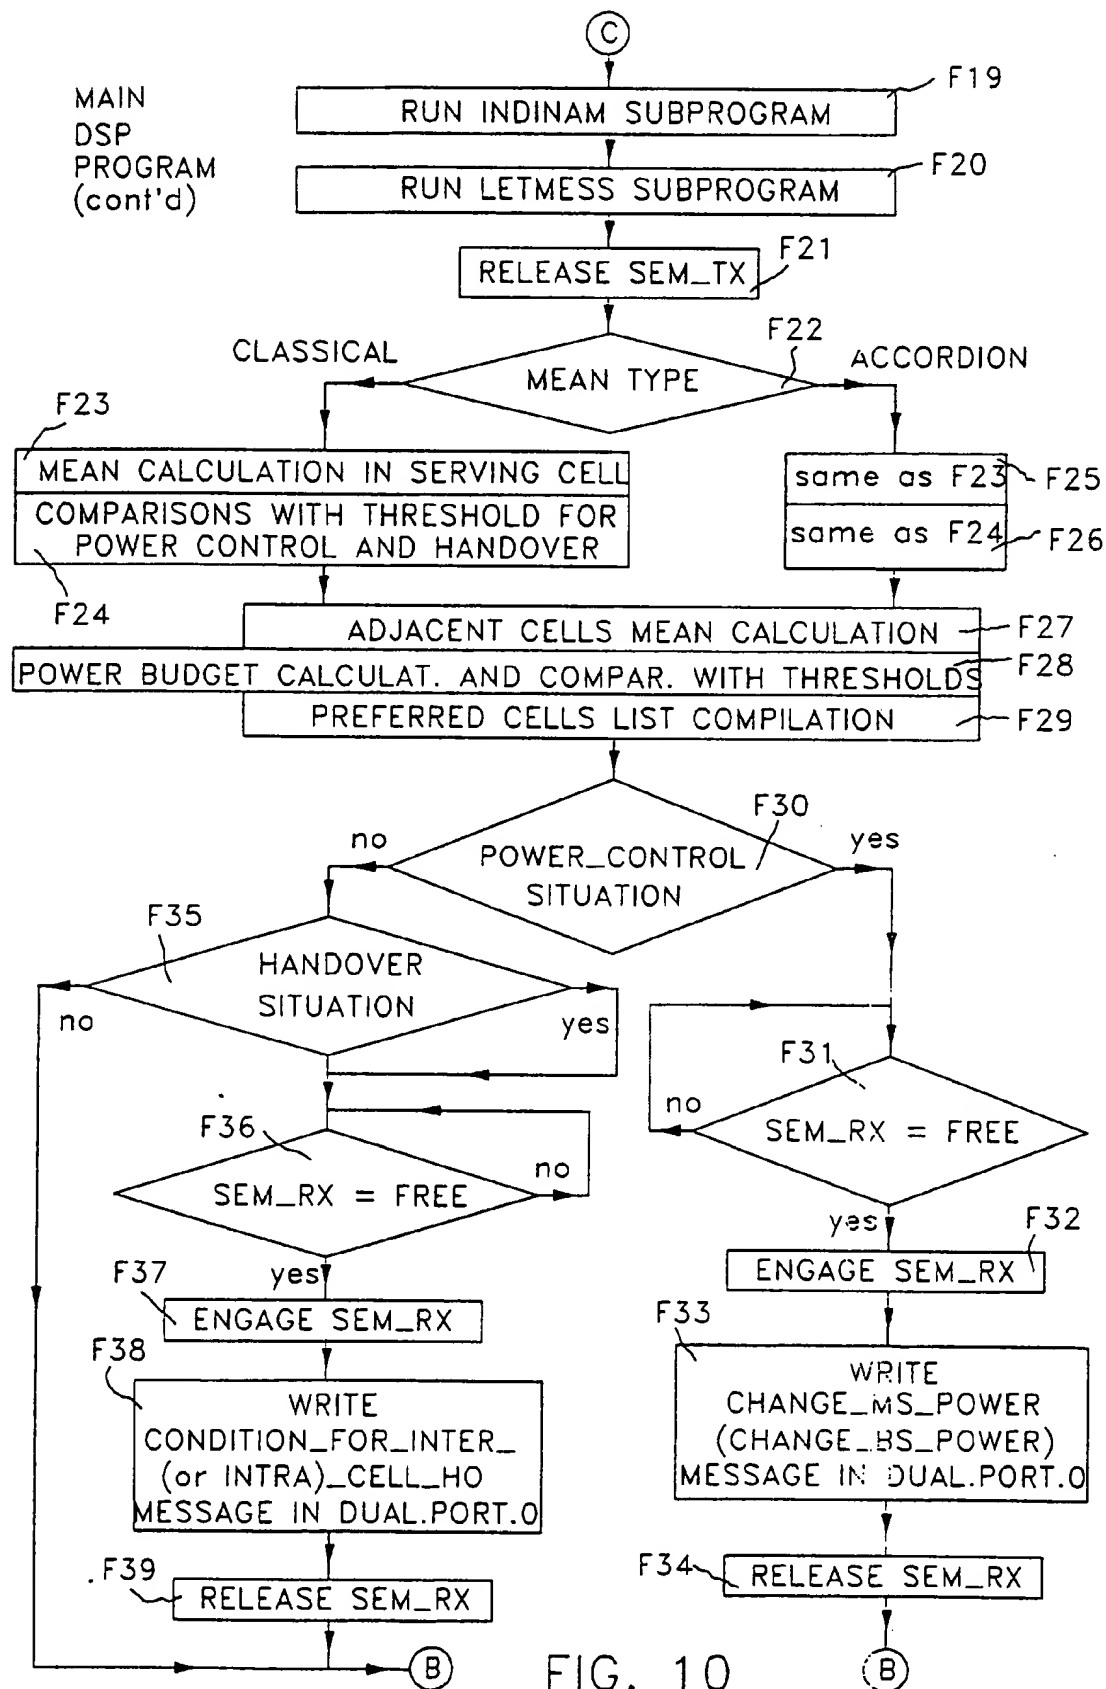 C
MAIN
DSP
PROGRAM
(cont'd)
RUN INDINAM SUBPROGRAM
F19
RUN LETMESS SUBPROGRAM
F20
RELEASE SEM_TX
F21
MEAN TYPE
F22
CLASSICAL
ACCORDION
F23
MEAN CALCULATION IN SERVING CELL
COMPARISONS WITH THRESHOLD FOR
POWER CONTROL AND HANDOVER
F24
same as F23
F25
same as F24
F26
ADJACENT CELLS MEAN CALCULATION
F27
POWER BUDGET CALCULAT. AND COMPAR. WITH THRESHOLDS
F28
PREFERRED CELLS LIST COMPILATION
F29
F30
no
yes
POWER_CONTROL
SITUATION
F35
HANDOVER
SITUATION
no
yes
F31
no
SEM_RX = FREE
yes
F36
SEM_RX = FREE
no
yes
F32
ENGAGE SEM_RX
F37
ENGAGE SEM_RX
F33
WRITE
CHANGE_MS_POWER
(CHANGE_BS_POWER)
MESSAGE IN DUAL.PORT.0
F38
WRITE
CONDITION_FOR_INTER_
(or INTRA)_CELL_HO
MESSAGE IN DUAL.PORT.0
F34
RELEASE SEM_RX
F39
RELEASE SEM_RX
B
FIG. 10
B